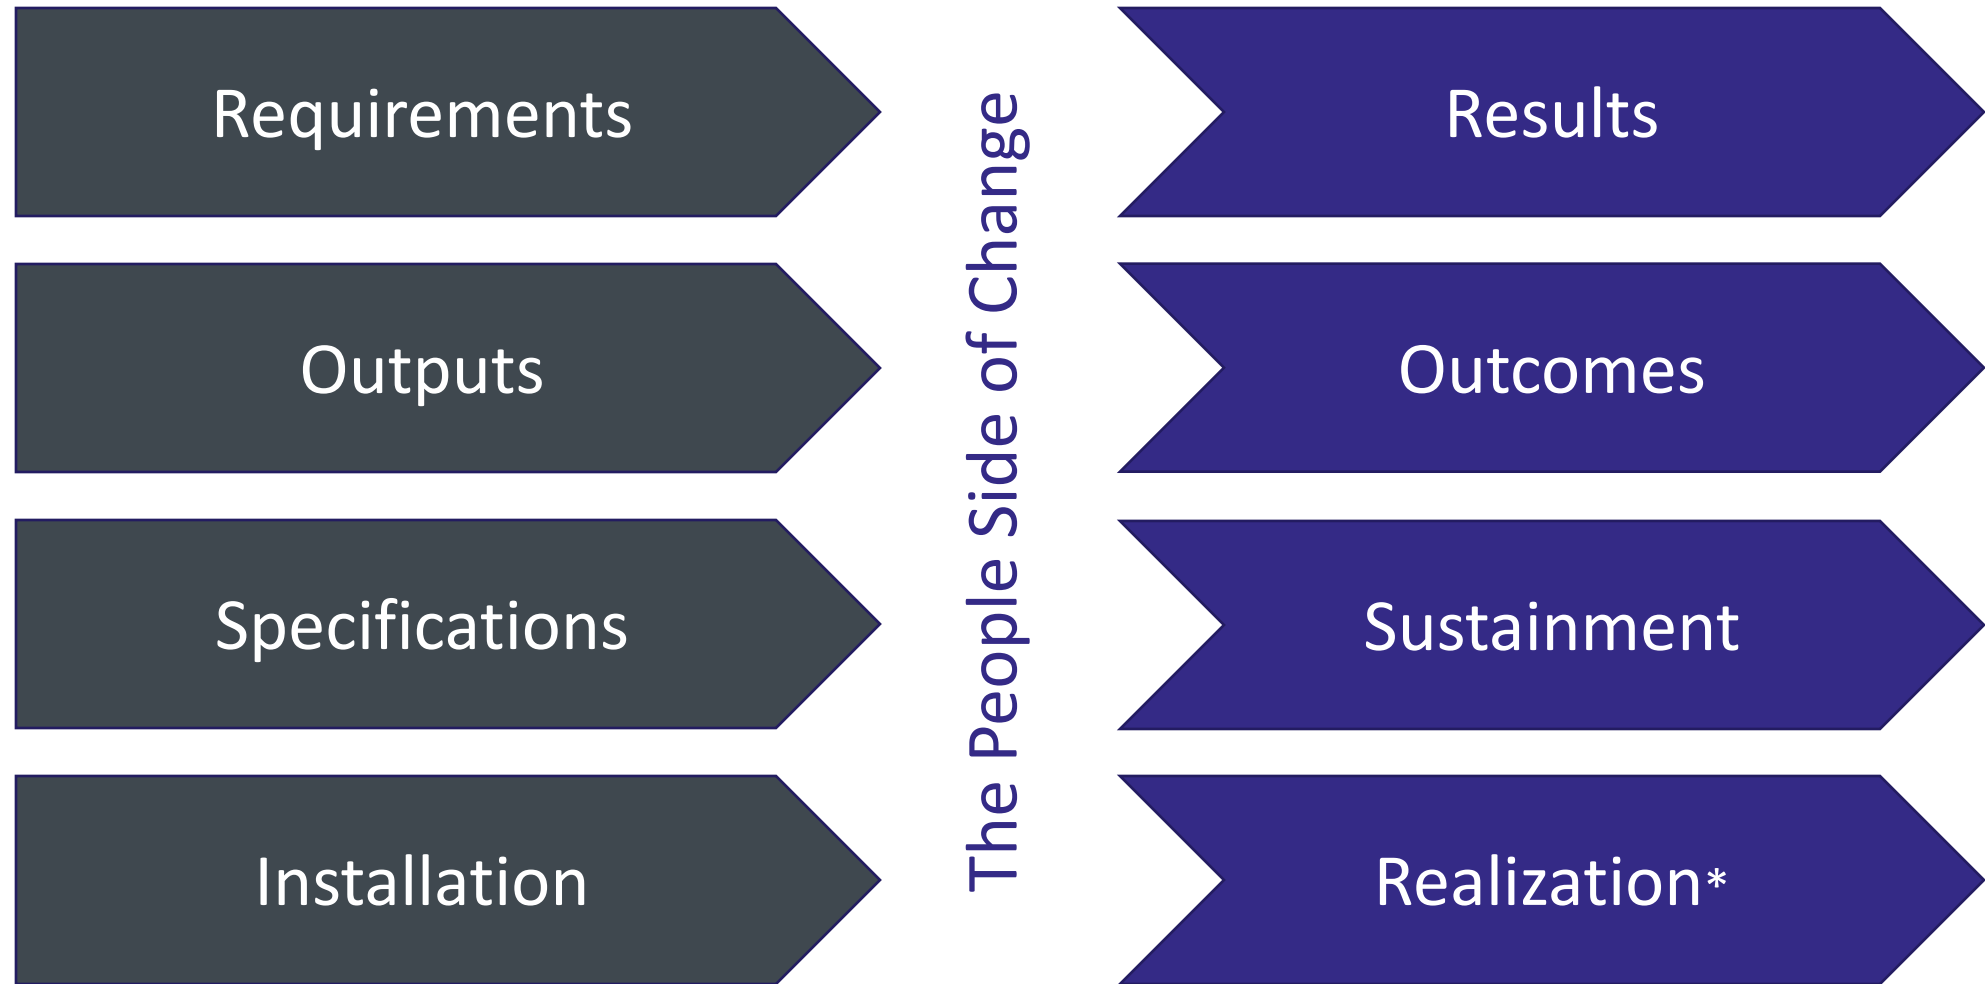 Requirements
Outputs
Specifications
Installation
The People Side of Change
Results
Outcomes
Sustainment
Realization*